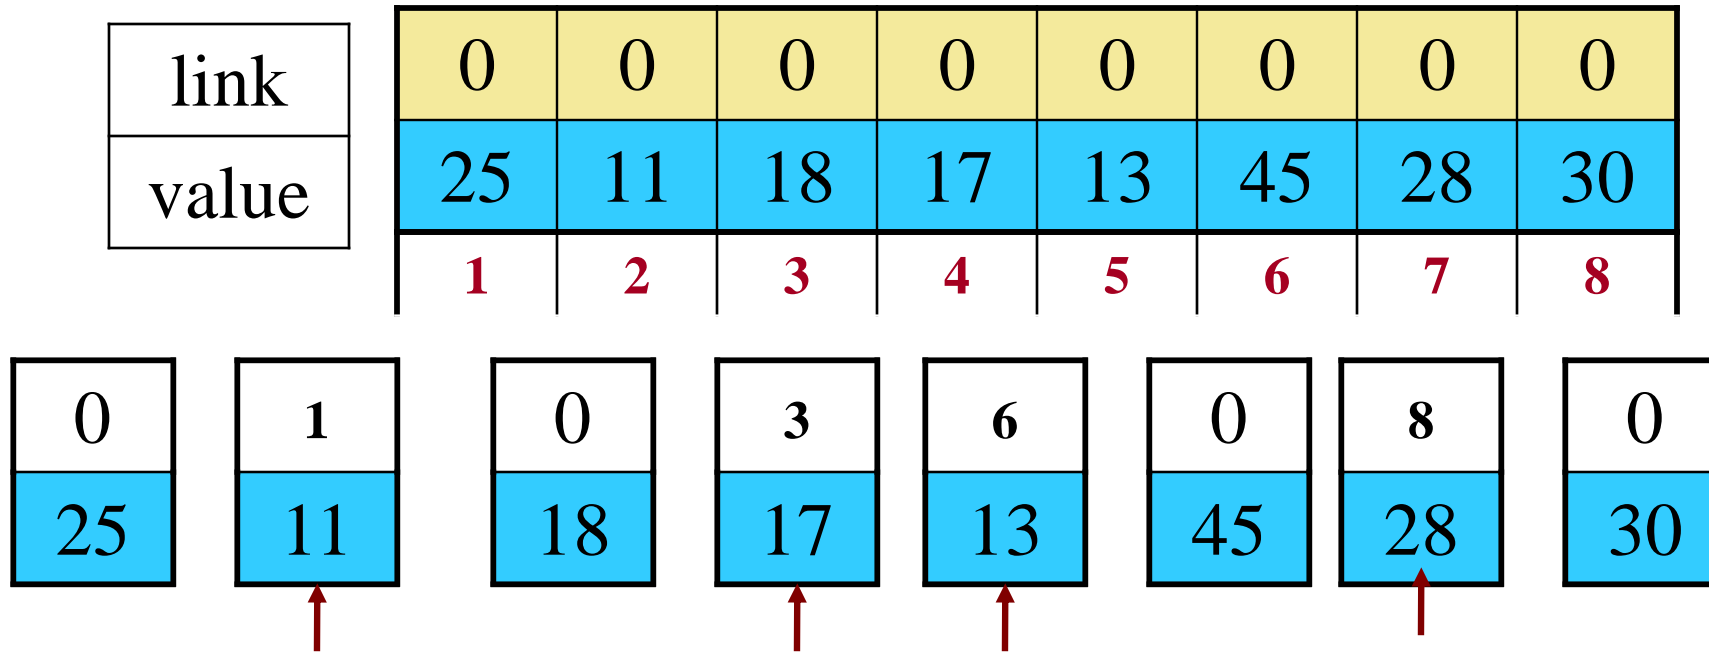 link 0 0 0 0 0 0 0 0
value 25 11 18 17 13 45 28 30
1 2 3 4 5 6 7 8
0 1 0 3 6 0 8 0
25 11 18 17 13 45 28 30